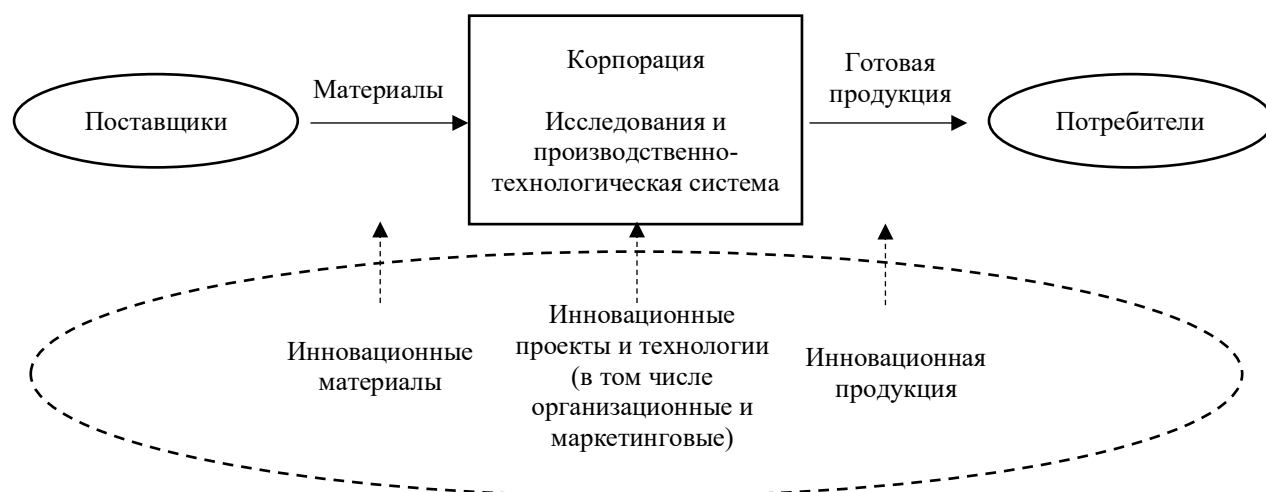 Поставщики
Материалы
Корпорация
Исследования и
производственно-
технологическая система
Готовая
продукция
Потребители
Инновационные
материалы
Инновационные
проекты и технологии
(в том числе
организационные и
маркетинговые)
Инновационная
продукция